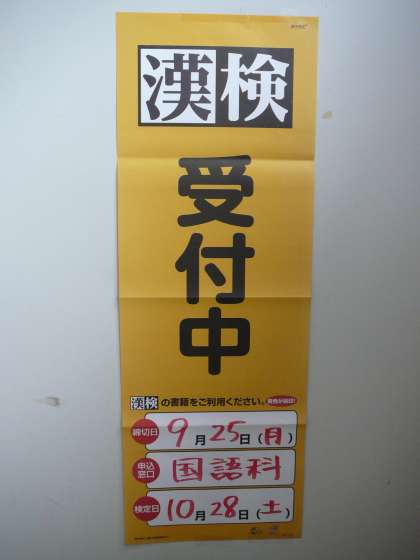 漢検
受付中
漢検の書籍をご利用ください。
締切日 9月25日(月)
申込窓口 国語科
検定日 10月28日(土)